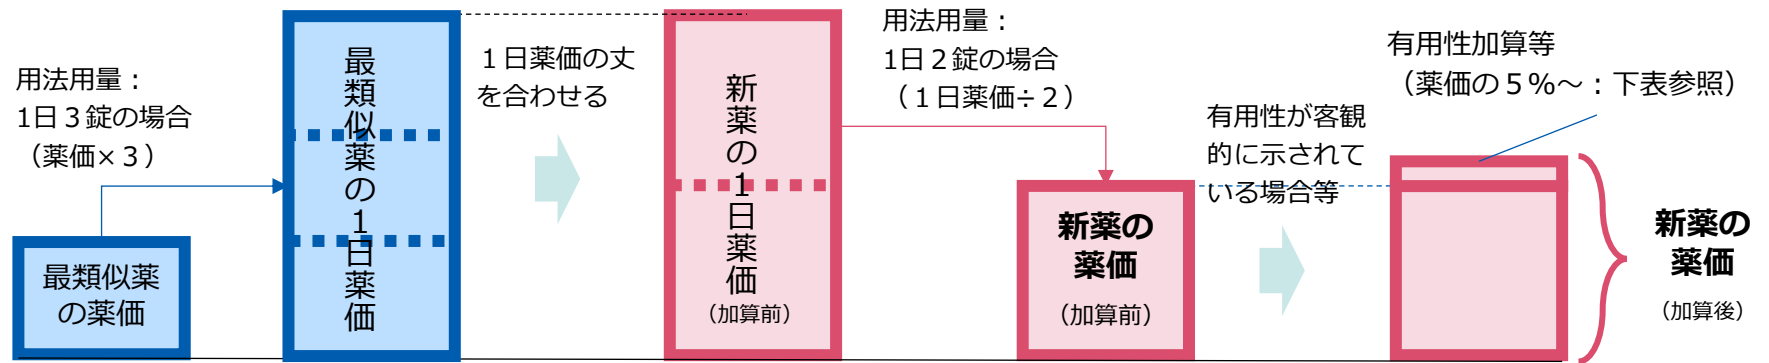 用法用量：
1日３錠の場合
（薬価×３）
最類似薬
の薬価
最類似薬の1日薬価
１日薬価の丈
を合わせる
新薬の1日薬価
（加算前）
用法用量：
1日２錠の場合
（１日薬価÷２）
新薬の
薬価
（加算前）
有用性が客観
的に示されて
いる場合等
有用性加算等
（薬価の５%～：下表参照）
新薬の
薬価
（加算後）